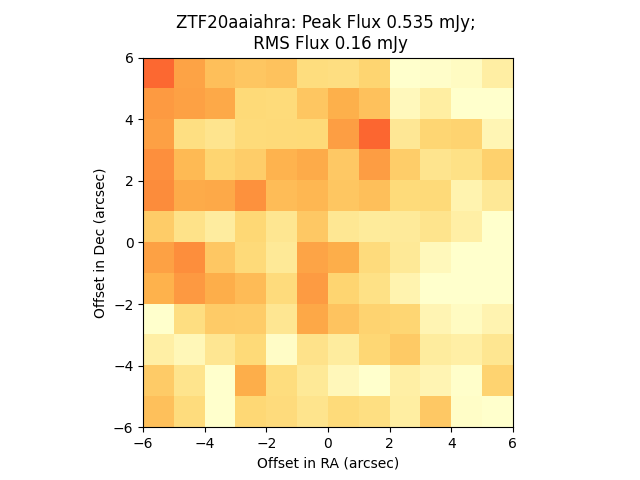 ZTF20aaiahra: Peak Flux 0.535 mJy;
RMS Flux 0.16 mJy
6
4
2
0
−2
−4
−6
Offset in Dec (arcsec)
−6 −4 −2 0 2 4 6
Offset in RA (arcsec)